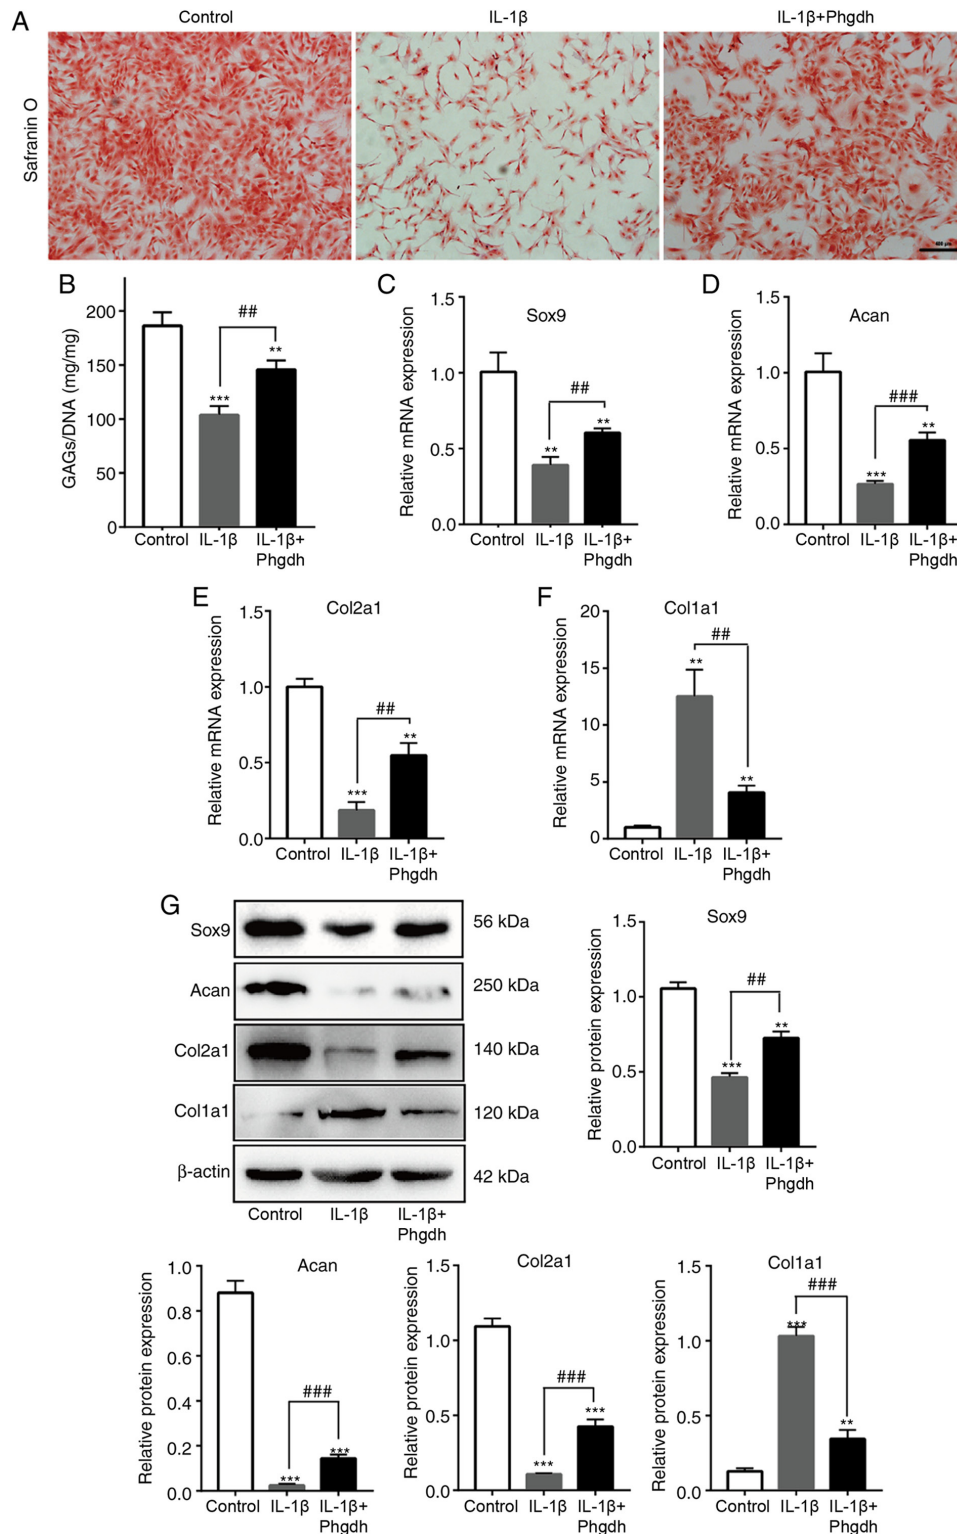 A
Control
IL-1β
IL-1β+Phgdh
Safranin O
B
GAGs/DNA (mg/mg)
200
150
100
50
0
##
***
**
Control
IL-1β
IL-1β+
Phgdh
C
Sox9
Relative mRNA expression
1.5
1.0
0.5
0.0
##
**
**
Control
IL-1β
IL-1β+
Phgdh
D
Acan
Relative mRNA expression
1.5
1.0
0.5
0.0
###
***
**
Control
IL-1β
IL-1β+
Phgdh
E
Col2a1
Relative mRNA expression
1.5
1.0
0.5
0.0
##
***
**
Control
IL-1β
IL-1β+
Phgdh
F
Col1a1
Relative mRNA expression
20
15
10
5
0
##
**
**
Control
IL-1β
IL-1β+
Phgdh
G
Sox9
56 kDa
Acan
250 kDa
Col2a1
140 kDa
Col1a1
120 kDa
β-actin
42 kDa
Control
IL-1β
IL-1β+
Phgdh
Sox9
Relative protein expression
1.5
1.0
0.5
0.0
##
***
**
Control
IL-1β
IL-1β+
Phgdh
Acan
Relative protein expression
1.0
0.8
0.6
0.4
0.2
0.0
###
***
***
Control
IL-1β
IL-1β+
Phgdh
Col2a1
Relative protein expression
1.5
1.0
0.5
0.0
###
***
***
Control
IL-1β
IL-1β+
Phgdh
Col1a1
Relative protein expression
1.5
1.0
0.5
0.0
###
***
**
Control
IL-1β
IL-1β+
Phgdh